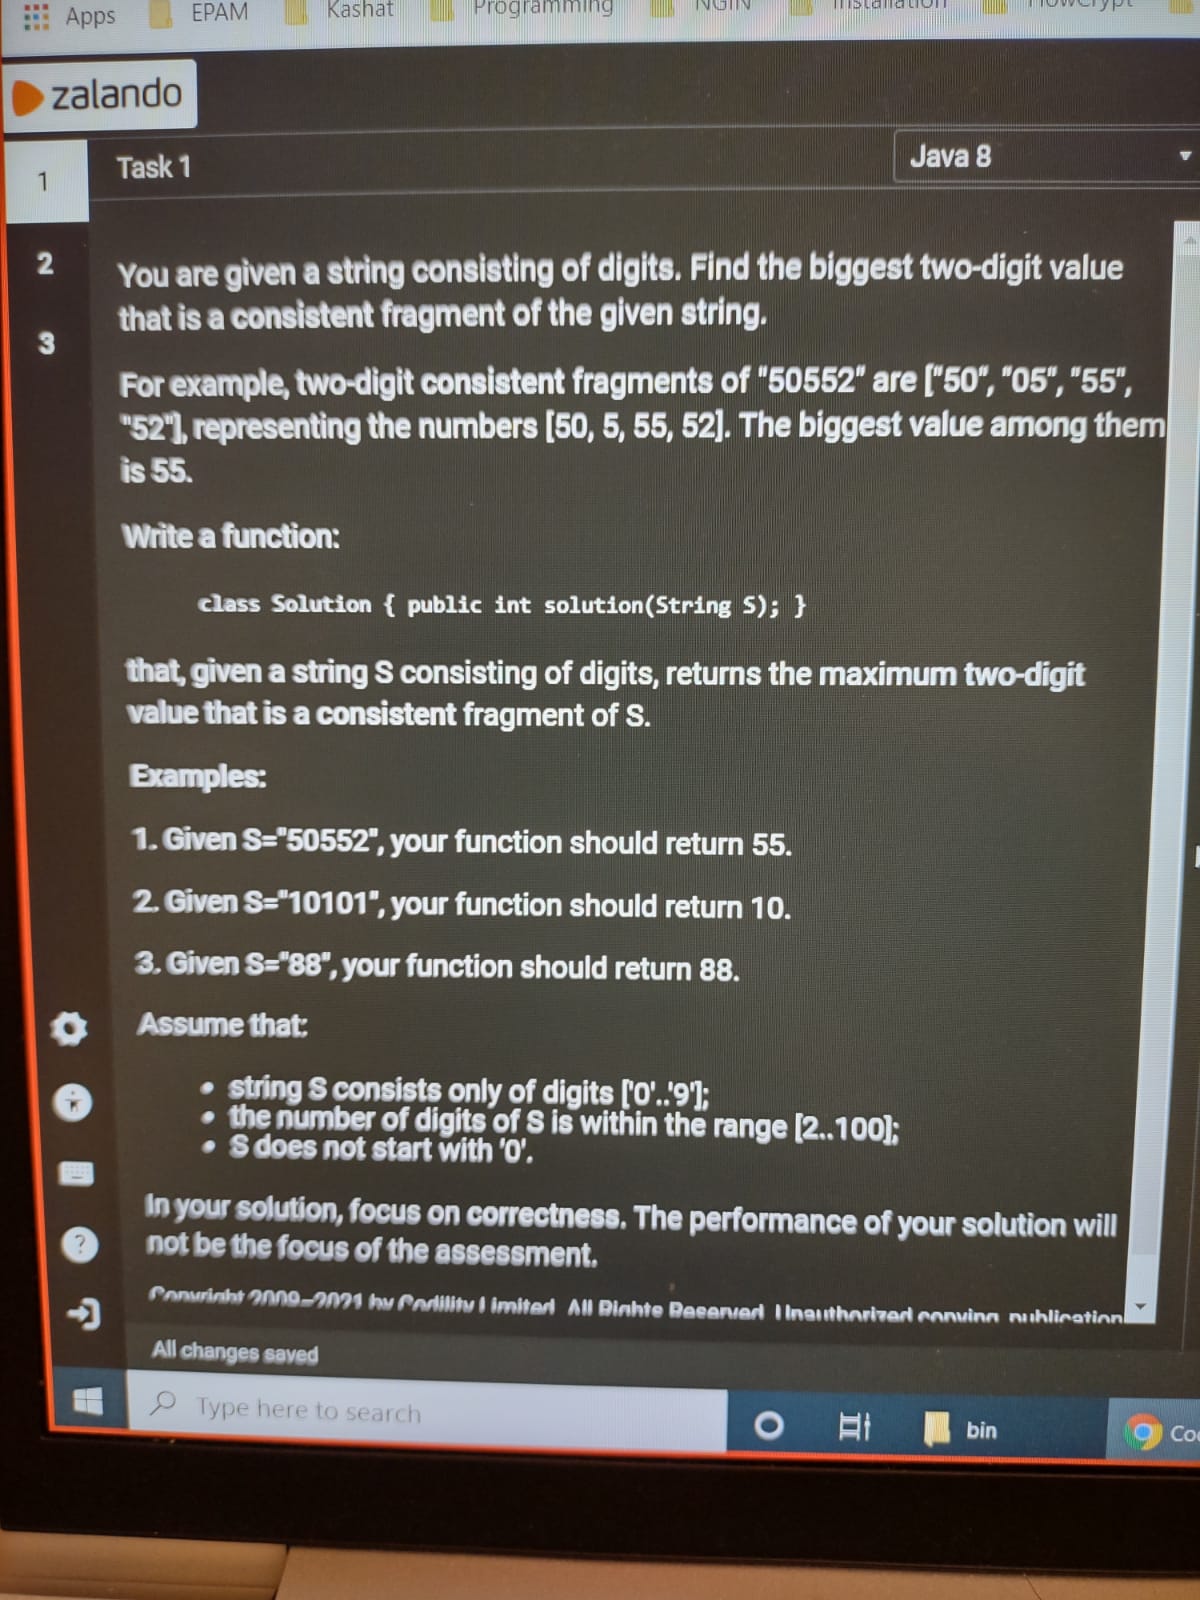 Apps EPAM Kashat Programming NGIN Installation FlowCrypt
zalando
1 Task 1 Java 8
2
3
You are given a string consisting of digits. Find the biggest two-digit value
that is a consistent fragment of the given string.
For example, two-digit consistent fragments of "50552" are ["50", "05", "55",
"52"], representing the numbers [50, 5, 55, 52]. The biggest value among them
is 55.
Write a function:
class Solution { public int solution(String S); }
that, given a string S consisting of digits, returns the maximum two-digit
value that is a consistent fragment of S.
Examples:
1. Given S="50552", your function should return 55.
2. Given S="10101", your function should return 10.
3. Given S="88", your function should return 88.
Assume that:
• string S consists only of digits ['0'..'9'];
• the number of digits of S is within the range [2..100];
• S does not start with '0'.
In your solution, focus on correctness. The performance of your solution will
not be the focus of the assessment.
Copyright 2009–2021 by Codility Limited. All Rights Reserved. Unauthorized copying, publication
All changes saved
Type here to search
bin